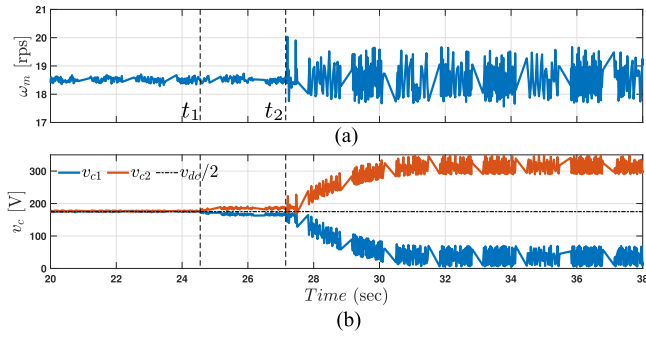 21
20
19
18
17
ω_m [rps]
t_1
t_2
(a)
300
200
100
0
v_c [V]
v_c1 v_c2 v_dc/2
20 22 24 26 28 30 32 34 36 38
Time (sec)
(b)